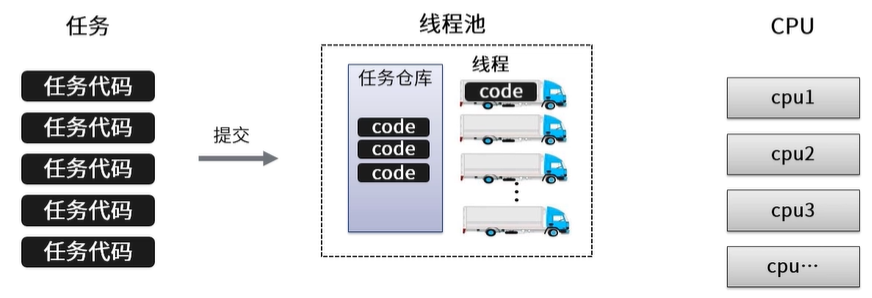 任务
任务代码
任务代码
任务代码
任务代码
任务代码
提交
线程池
任务仓库
code
code
code
线程
code
CPU
cpu1
cpu2
cpu3
cpu…